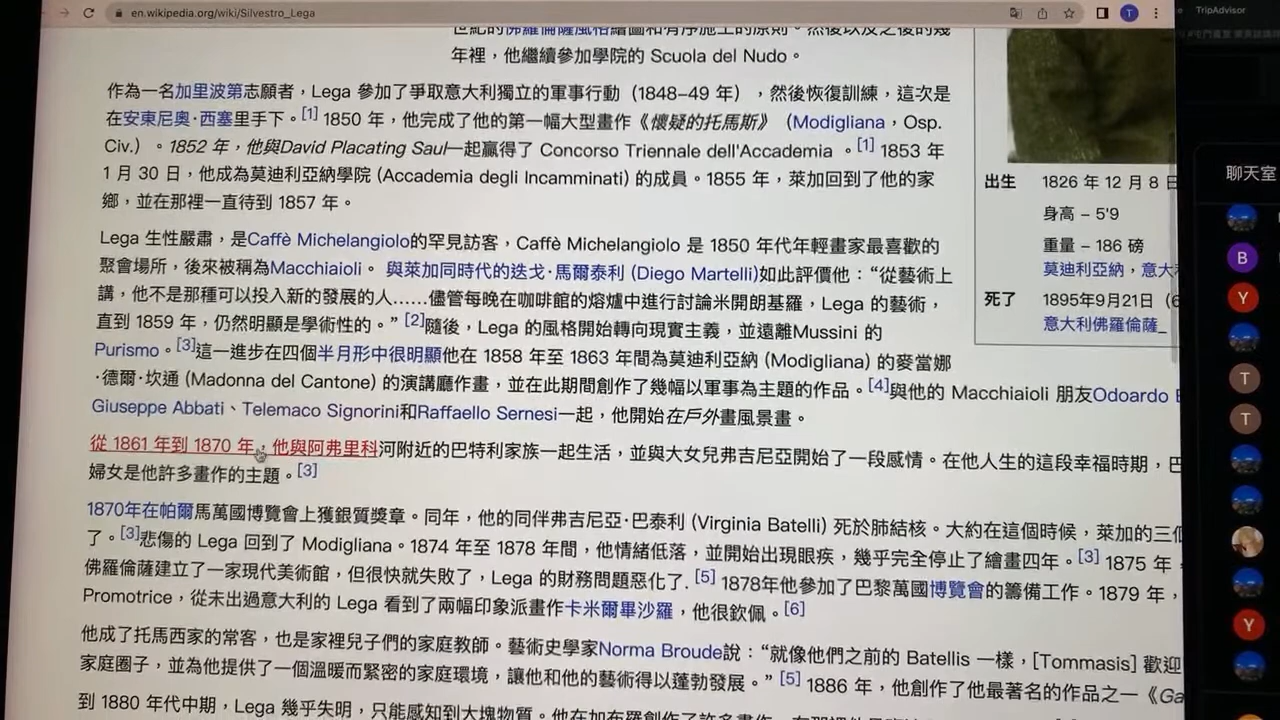 en.wikipedia.org/wiki/Silvestro_Lega
TripAdvisor
年裡，他繼續參加學院的 Scuola del Nudo。
作為一名加里波第志願者，Lega 參加了爭取意大利獨立的軍事行動（1848–49 年），然後恢復訓練，這次是
在安東尼奧·西塞里手下。[1] 1850 年，他完成了他的第一幅大型畫作《懷疑的托馬斯》（Modigliana，Osp.
Civ.）。1852 年，他與David Placating Saul一起贏得了 Concorso Triennale dell'Accademia 。[1] 1853 年
1 月 30 日，他成為莫迪利亞納學院 (Accademia degli Incamminati) 的成員。1855 年，萊加回到了他的家
鄉，並在那裡一直待到 1857 年。
Lega 生性嚴肅，是Caffè Michelangiolo的罕見訪客，Caffè Michelangiolo 是 1850 年代年輕畫家最喜歡的
聚會場所，後來被稱為Macchiaioli。 與萊加同時代的迭戈·馬爾泰利 (Diego Martelli)如此評價他：“從藝術上
講，他不是那種可以投入新的發展的人……儘管每晚在咖啡館的熔爐中進行討論米開朗基羅，Lega 的藝術，
直到 1859 年，仍然明顯是學術性的。” [2]隨後，Lega 的風格開始轉向現實主義，並遠離Mussini 的
Purismo。[3]這一進步在四個半月形中很明顯他在 1858 年至 1863 年間為莫迪利亞納 (Modigliana) 的麥當娜
·德爾·坎通 (Madonna del Cantone) 的演講廳作畫，並在此期間創作了幾幅以軍事為主題的作品。[4]與他的 Macchiaioli 朋友Odoardo
Giuseppe Abbati、Telemaco Signorini和Raffaello Sernesi一起，他開始在戶外畫風景畫。
從 1861 年到 1870 年，他與阿弗里科河附近的巴特利家族一起生活，並與大女兒弗吉尼亞開始了一段感情。在他人生的這段幸福時期，巴
婦女是他許多畫作的主題。[3]
1870年在帕爾馬萬國博覽會上獲銀質獎章。同年，他的同伴弗吉尼亞·巴泰利 (Virginia Batelli) 死於肺結核。大約在這個時候，萊加的三個
了。[3]悲傷的 Lega 回到了 Modigliana。1874 年至 1878 年間，他情緒低落，並開始出現眼疾，幾乎完全停止了繪畫四年。[3] 1875 年，
佛羅倫薩建立了一家現代美術館，但很快就失敗了，Lega 的財務問題惡化了. [5] 1878年他參加了巴黎萬國博覽會的籌備工作。1879 年，
Promotrice，從未出過意大利的 Lega 看到了兩幅印象派畫作卡米爾畢沙羅，他很欽佩。[6]
他成了托馬西家的常客，也是家裡兒子們的家庭教師。藝術史學家Norma Broude說：“就像他們之前的 Batellis 一樣，[Tommasis] 歡迎
家庭圈子，並為他提供了一個溫暖而緊密的家庭環境，讓他和他的藝術得以蓬勃發展。” [5] 1886 年，他創作了他最著名的作品之一《Ga
到 1880 年代中期，Lega 幾乎失明，只能感知到大塊物質。
出生 1826 年 12 月 8 日
身高 – 5'9
重量 – 186 磅
莫迪利亞納，意大
死了 1895年9月21日（6
意大利佛羅倫薩_
聊天室
T
B
Y
T
T
Y